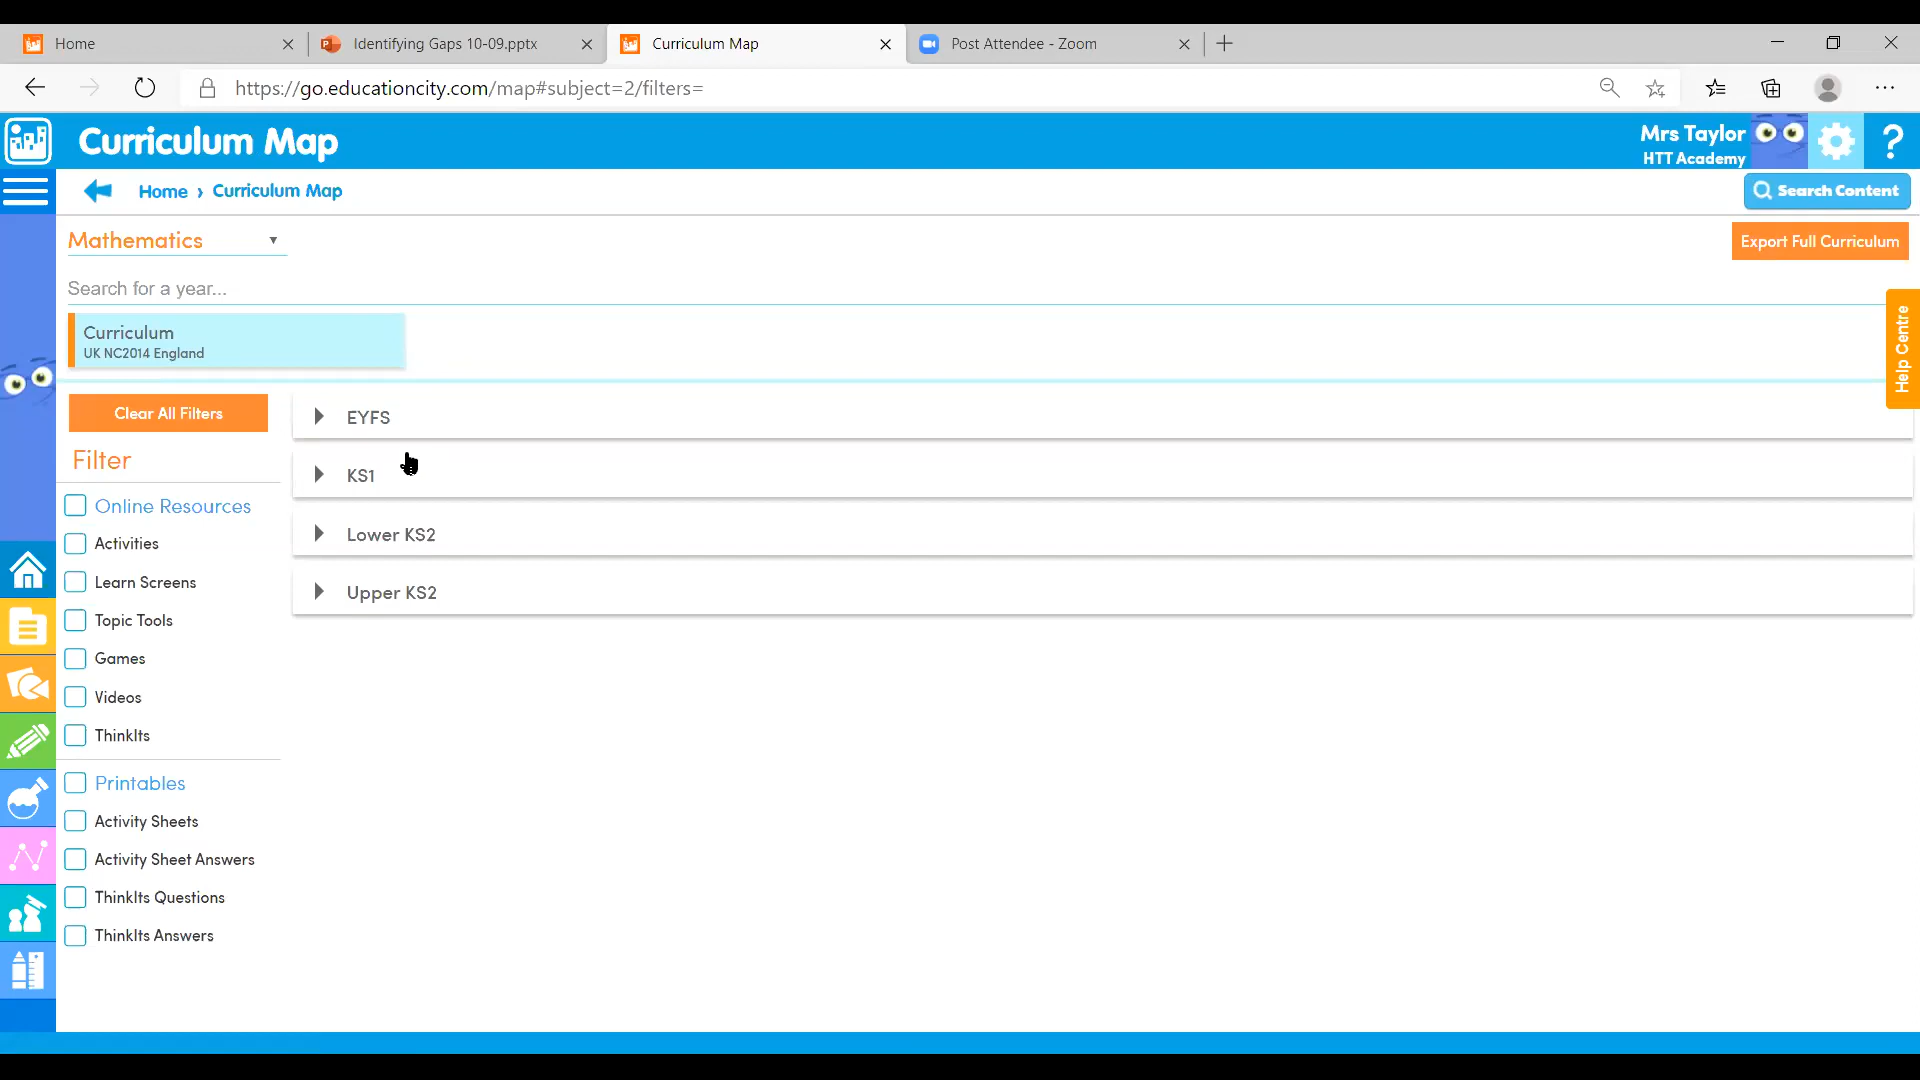 Home
Identifying Gaps 10-09.pptx
Curriculum Map
Post Attendee - Zoom
https://go.educationcity.com/map#subject=2/filters=
Curriculum Map
Mrs Taylor
HTT Academy
?
Home › Curriculum Map
Search Content
Mathematics
Export Full Curriculum
Search for a year...
Curriculum
UK NC2014 England
Help Centre
Clear All Filters
Filter
Online Resources
Activities
Learn Screens
Topic Tools
Games
Videos
ThinkIts
Printables
Activity Sheets
Activity Sheet Answers
ThinkIts Questions
ThinkIts Answers
EYFS
KS1
Lower KS2
Upper KS2